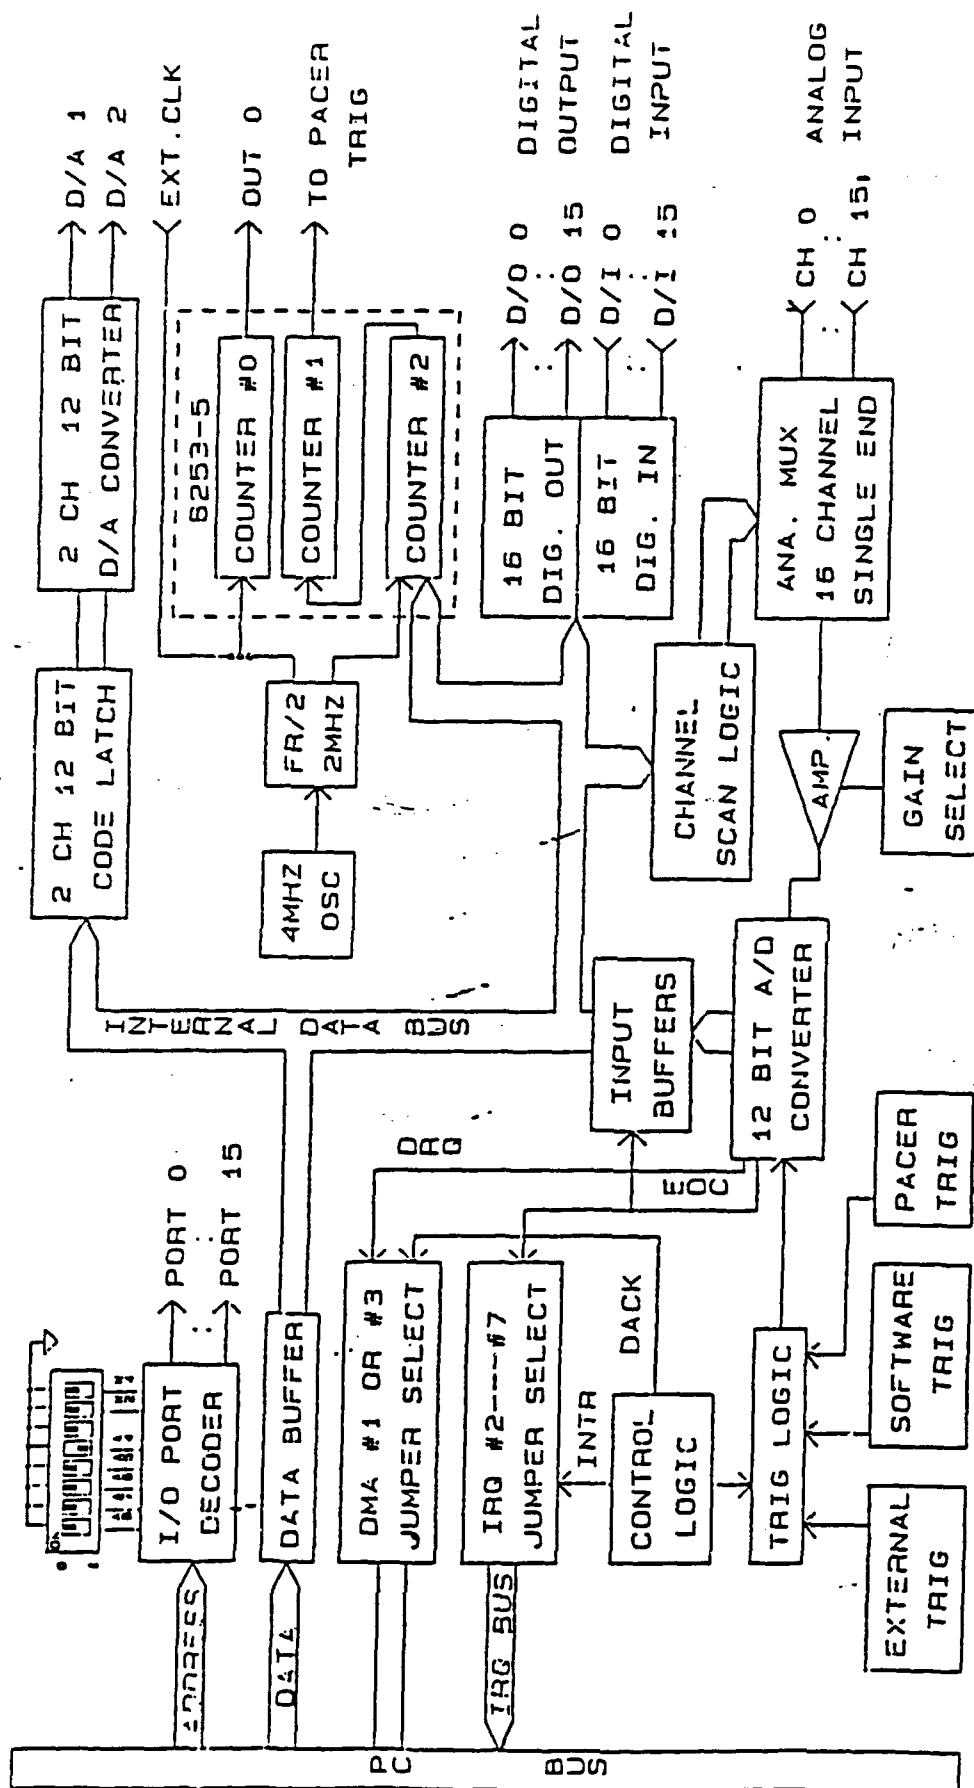 2 CH 12 BIT
CODE LATCH
2 CH 12 BIT
D/A CONVERTER
D/A 1
D/A 2
EXT.CLK
OUT 0
TO PACER
TRIG
8253-5
COUNTER #0
COUNTER #1
COUNTER #2
4MHZ
OSC
FR/2
2MHZ
D/O 0
D/O 15
DIGITAL
OUTPUT
D/I 0
D/I 15
DIGITAL
INPUT
16 BIT
DIG. OUT
16 BIT
DIG. IN
CHANNEL
SCAN LOGIC
ANA. MUX
16 CHANNEL
SINGLE END
CH 0
CH 15
ANALOG
INPUT
AMP.
GAIN
SELECT
INTERNAL DATA BUS
INPUT
BUFFERS
12 BIT A/D
CONVERTER
DRQ
EOC
ON
0
1
I/O PORT
DECODER
PORT 0
PORT 15
DATA BUFFER
DMA #1 OR #3
JUMPER SELECT
IRQ #2---#7
JUMPER SELECT
INTR
DACK
CONTROL
LOGIC
TRIG LOGIC
EXTERNAL
TRIG
SOFTWARE
TRIG
PACER
TRIG
ADDRESS
DATA
IRQ BUS
PC BUS